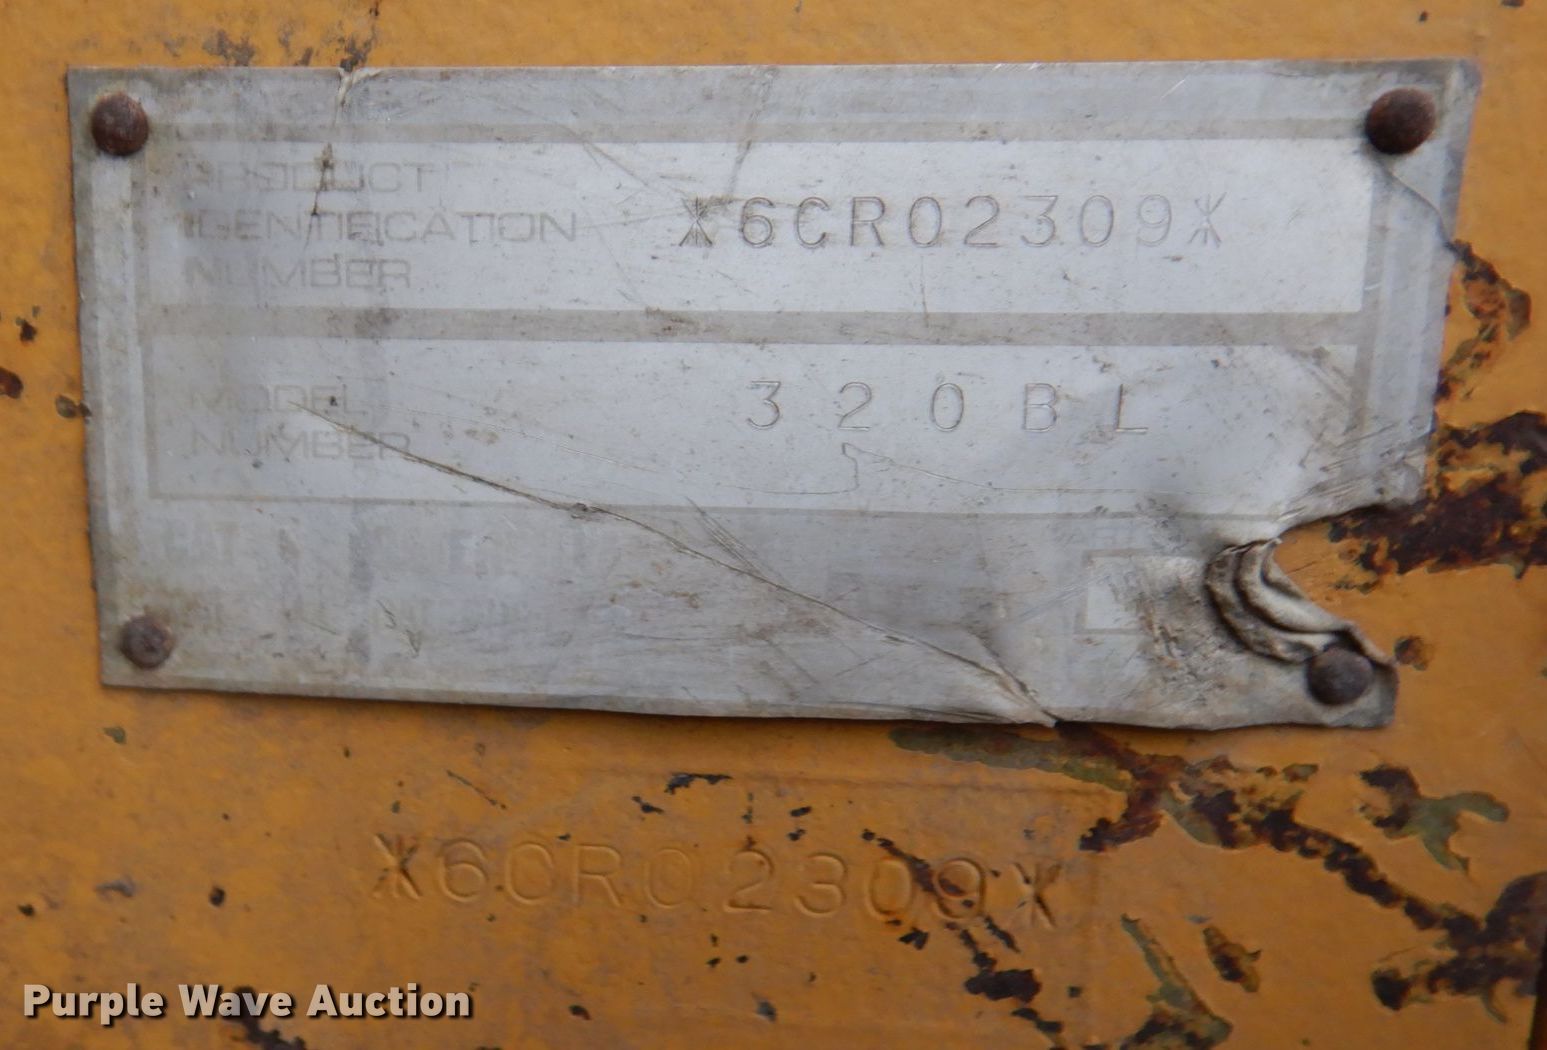 PRODUCT
IDENTIFICATION
NUMBER
*6CR02309*
MODEL
NUMBER
320BL
*6CR02309*
Purple Wave Auction